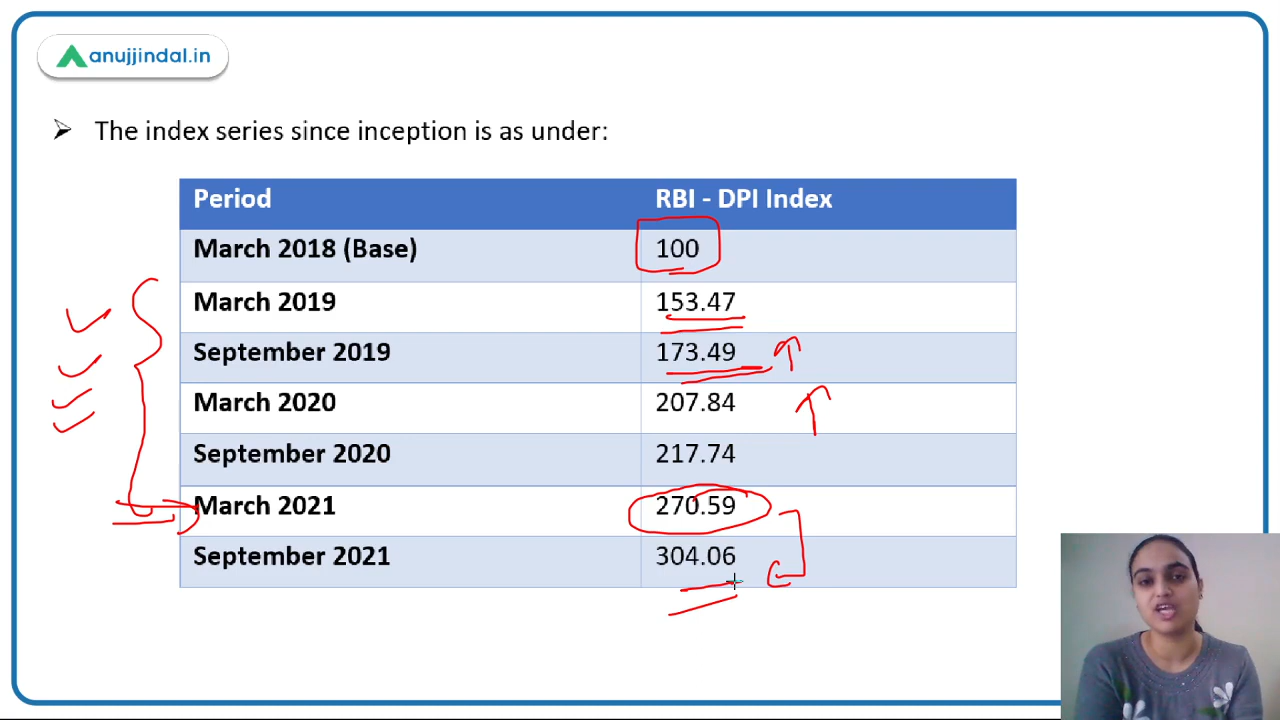 anujjindal.in
The index series since inception is as under:
Period RBI - DPI Index
March 2018 (Base) 100
March 2019 153.47
September 2019 173.49
March 2020 207.84
September 2020 217.74
March 2021 270.59
September 2021 304.06